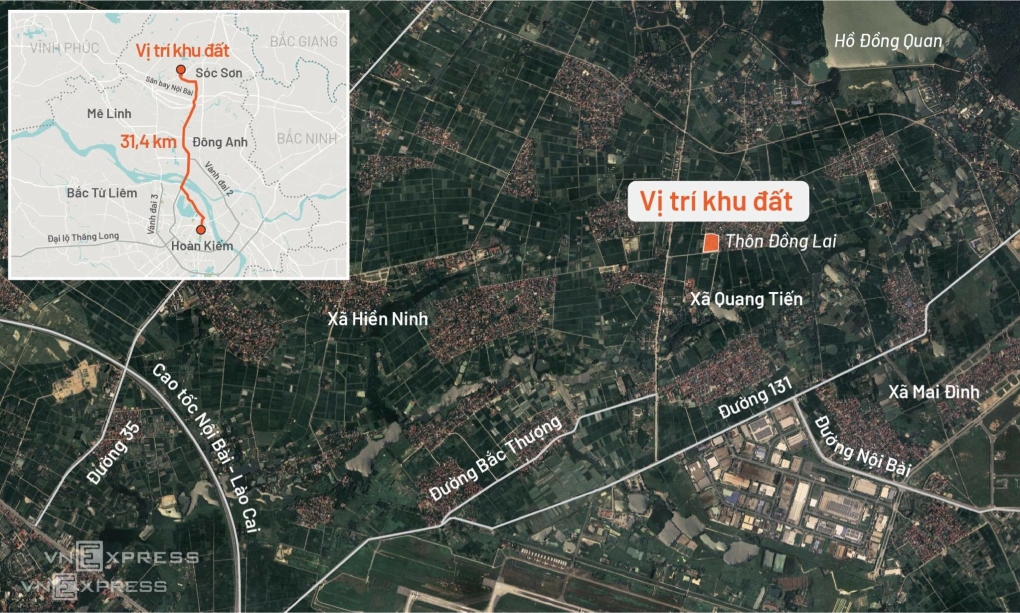 VĨNH PHÚC
BẮC GIANG
Vị trí khu đất
Sóc Sơn
Sân bay Nội Bài
Mê Linh
31,4 km
Đông Anh
BẮC NINH
Vành đai 2
Bắc Từ Liêm
Vành đai 3
Đại lộ Thăng Long
Hoàn Kiếm
Hồ Đồng Quan
Vị trí khu đất
Thôn Đồng Lai
Xã Quang Tiến
Xã Hiền Ninh
Cao tốc Nội Bài - Lào Cai
Đường 35
Đường Bắc Thượng
Đường 131
Xã Mai Đình
Đường Nội Bài
VNEXPRESS
VNEXPRESS